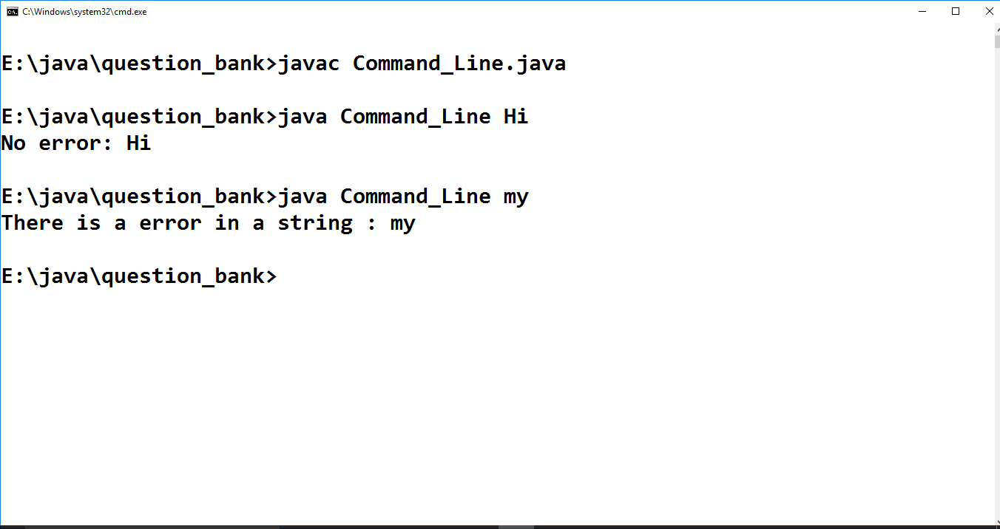 C:\Windows\system32\cmd.exe
E:\java\question_bank>javac Command_Line.java
E:\java\question_bank>java Command_Line Hi
No error: Hi
E:\java\question_bank>java Command_Line my
There is a error in a string : my
E:\java\question_bank>